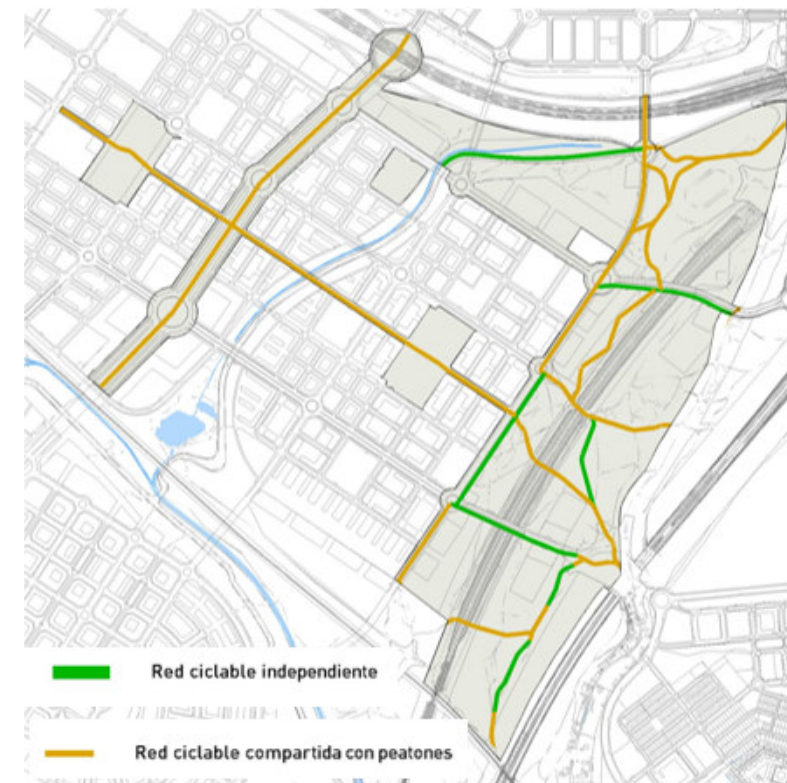 Red ciclable independiente
Red ciclable compartida con peatones